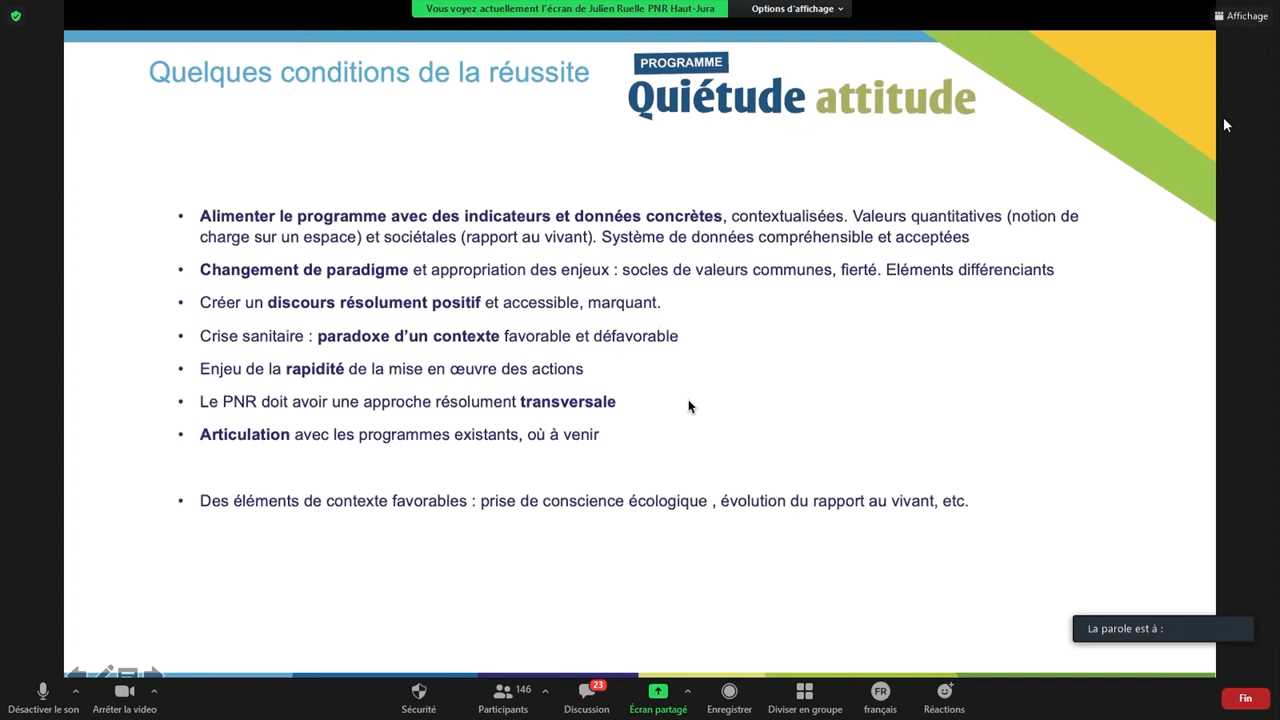 Vous voyez actuellement l'écran de Julien Ruelle PNR Haut-Jura
Options d'affichage
Affichage
Quelques conditions de la réussite
PROGRAMME
Quiétude attitude
• Alimenter le programme avec des indicateurs et données concrètes, contextualisées. Valeurs quantitatives (notion de
charge sur un espace) et sociétales (rapport au vivant). Système de données compréhensible et acceptées
• Changement de paradigme et appropriation des enjeux : socles de valeurs communes, fierté. Eléments différenciants
• Créer un discours résolument positif et accessible, marquant.
• Crise sanitaire : paradoxe d'un contexte favorable et défavorable
• Enjeu de la rapidité de la mise en œuvre des actions
• Le PNR doit avoir une approche résolument transversale
• Articulation avec les programmes existants, où à venir
• Des éléments de contexte favorables : prise de conscience écologique , évolution du rapport au vivant, etc.
La parole est à :
146
23
FR
Désactiver le son
Arrêter la video
Sécurité
Participants
Discussion
Écran partagé
Enregistrer
Diviser en groupe
français
Réactions
Fin